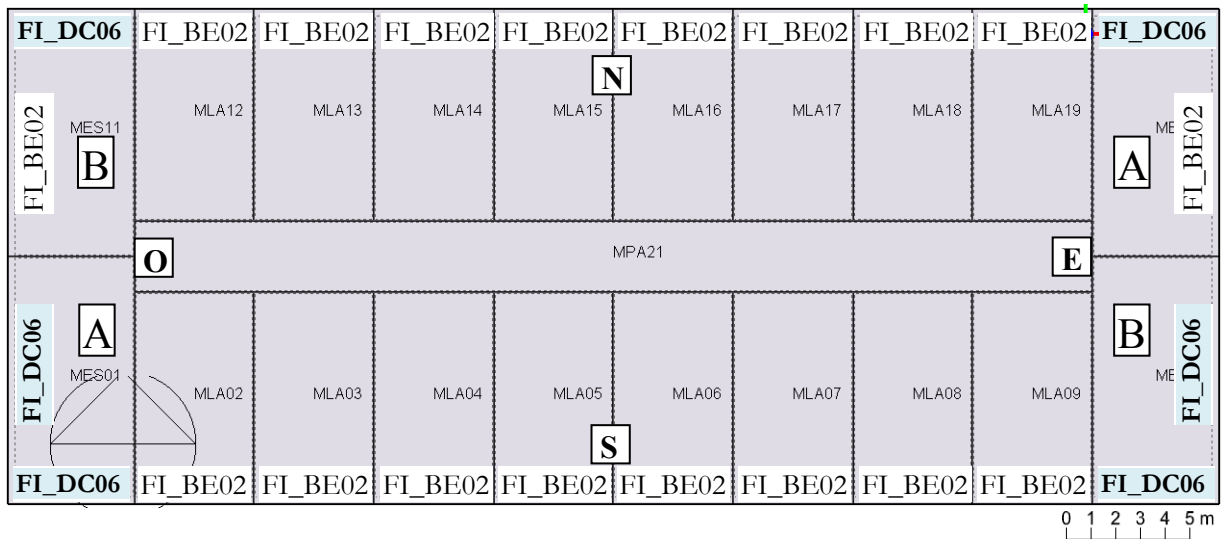 FI_DC06 FI_BE02 FI_BE02 FI_BE02 FI_BE02 FI_BE02 FI_BE02 FI_BE02 FI_BE02 FI_DC06
N
MLA12 MLA13 MLA14 MLA15 MLA16 MLA17 MLA18 MLA19
FI_BE02 MES11 ME FI_BE02
B A
O MPA21 E
A B
FI_DC06 MES01 ME FI_DC06
MLA02 MLA03 MLA04 MLA05 MLA06 MLA07 MLA08 MLA09
S
FI_DC06 FI_BE02 FI_BE02 FI_BE02 FI_BE02 FI_BE02 FI_BE02 FI_BE02 FI_BE02 FI_DC06
0 1 2 3 4 5 m